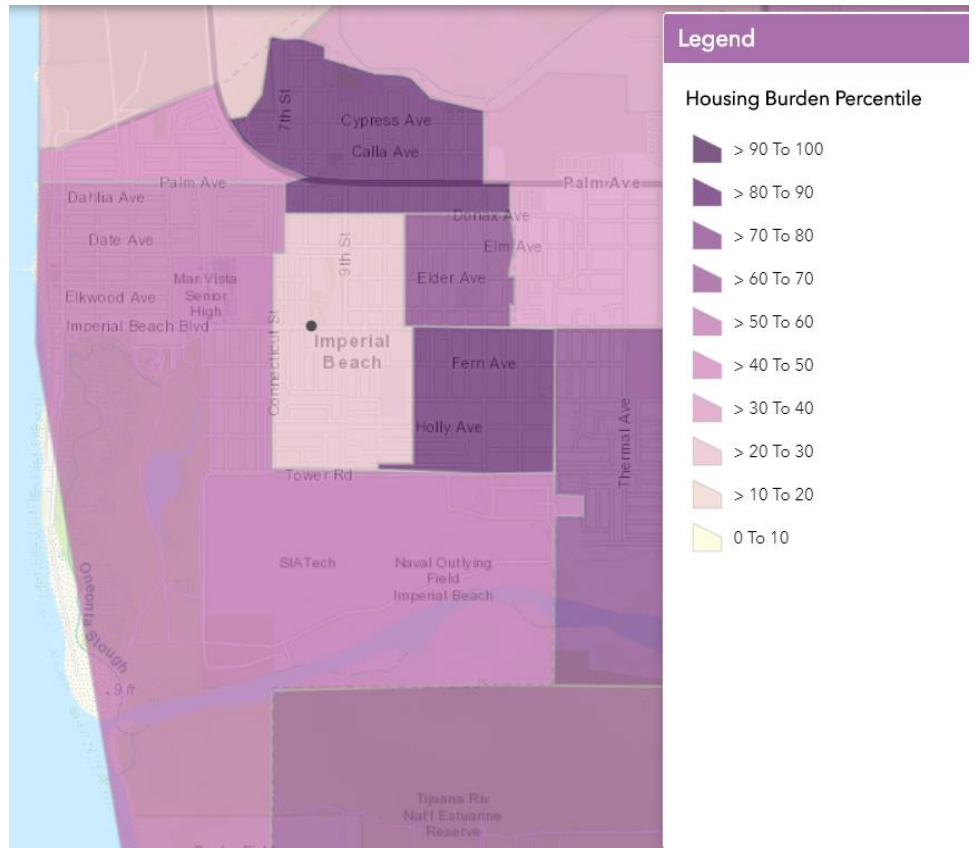 Legend
Housing Burden Percentile
> 90 To 100
> 80 To 90
> 70 To 80
> 60 To 70
> 50 To 60
> 40 To 50
> 30 To 40
> 20 To 30
> 10 To 20
0 To 10
7th St
Cypress Ave
Calla Ave
Palm Ave
Palm Ave
Dahlia Ave
Donax Ave
Date Ave
9th St
Elm Ave
Mar Vista
Senior
High
Elder Ave
Elkwood Ave
Imperial Beach Blvd
Connecticut St
Imperial
Beach
Fern Ave
Holly Ave
Thermal Ave
Tower Rd
SIATech
Naval Outlying
Field
Imperial Beach
Oneonta Slough
9 ft
Tijuana Riv
Nat'l Estuarine
Reserve